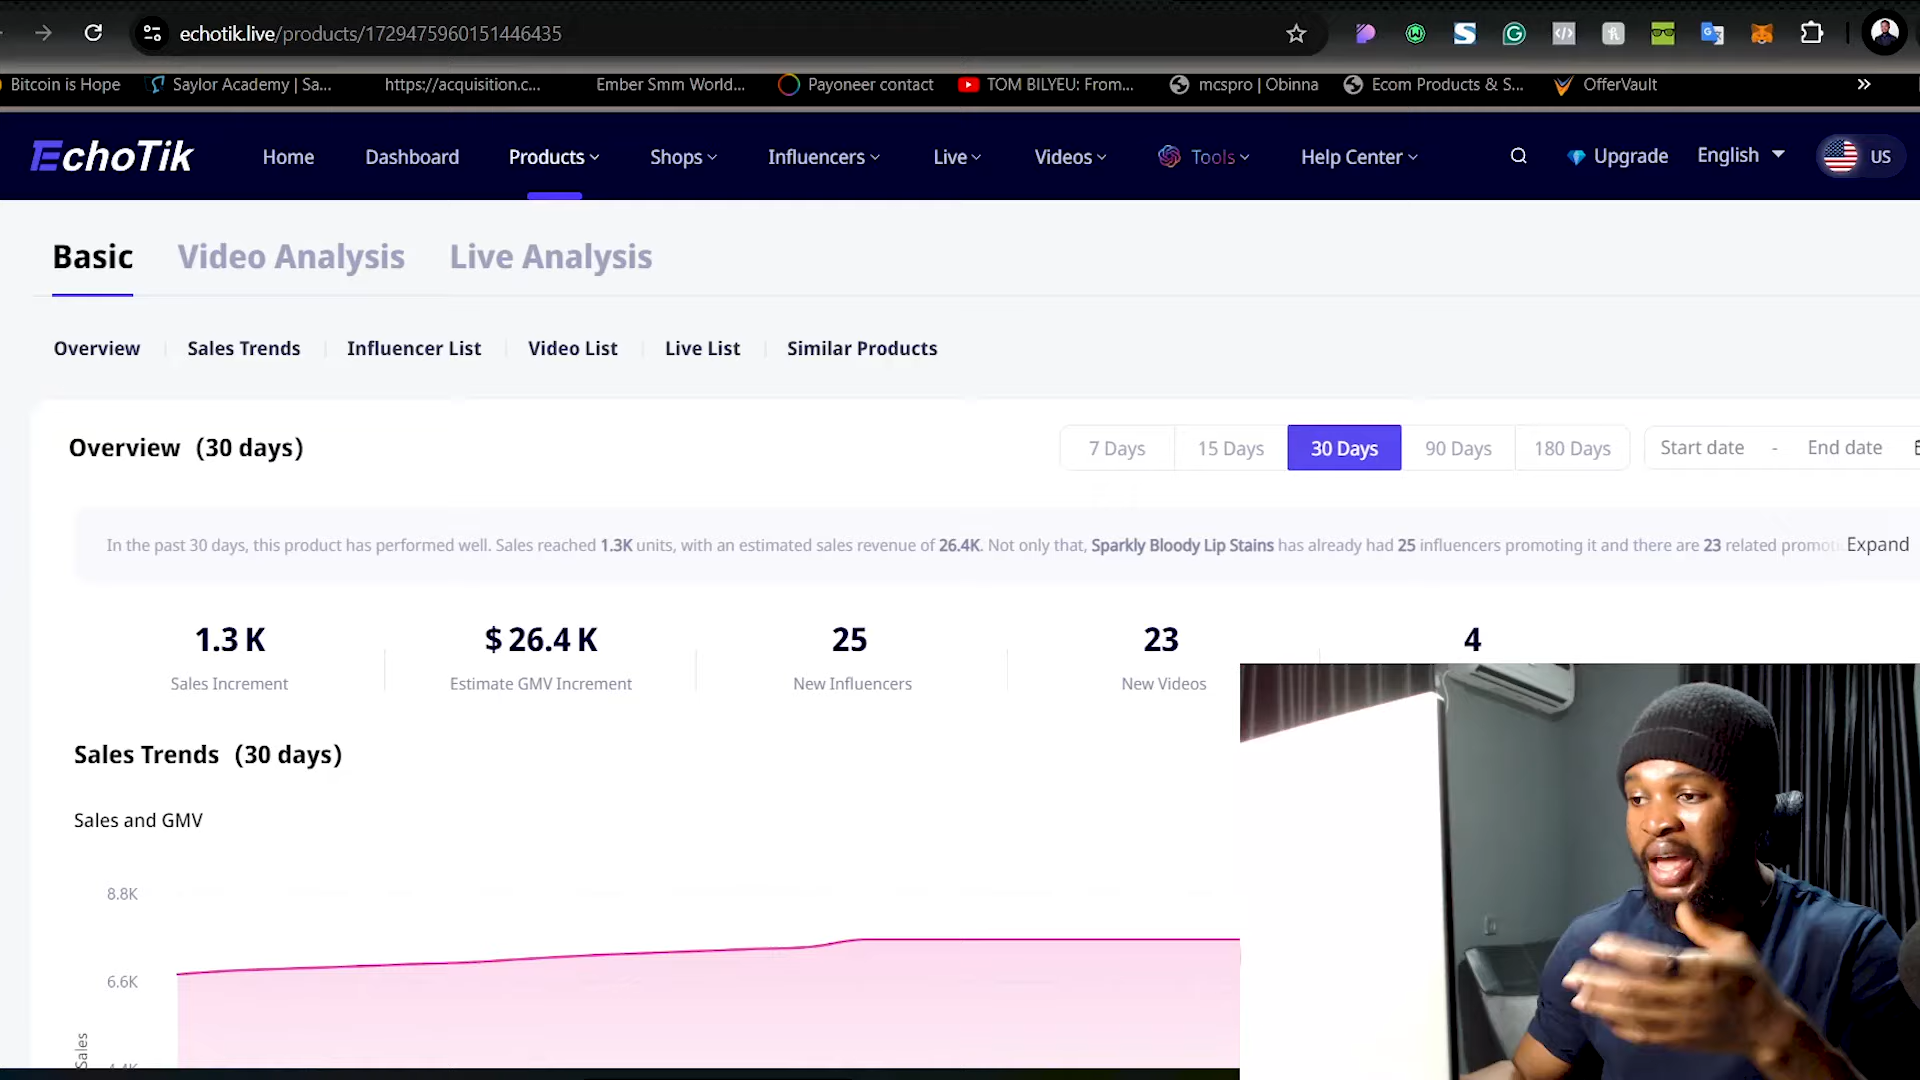 echotik.live/products/1729475960151446435
Bitcoin is Hope Saylor Academy | Sa... https://acquisition.c... Ember Smm World... Payoneer contact TOM BILYEU: From... mcspro | Obinna Ecom Products & S... OfferVault
EchoTik Home Dashboard Products Shops Influencers Live Videos Tools Help Center Upgrade English US
Basic Video Analysis Live Analysis
Overview Sales Trends Influencer List Video List Live List Similar Products
Overview (30 days) 7 Days 15 Days 30 Days 90 Days 180 Days Start date - End date
In the past 30 days, this product has performed well. Sales reached 1.3K units, with an estimated sales revenue of 26.4K. Not only that, Sparkly Bloody Lip Stains has already had 25 influencers promoting it and there are 23 related Expand
1.3 K $ 26.4 K 25 23 4
Sales Increment Estimate GMV Increment New Influencers New Videos
Sales Trends (30 days)
Sales and GMV
8.8K
6.6K
Sales